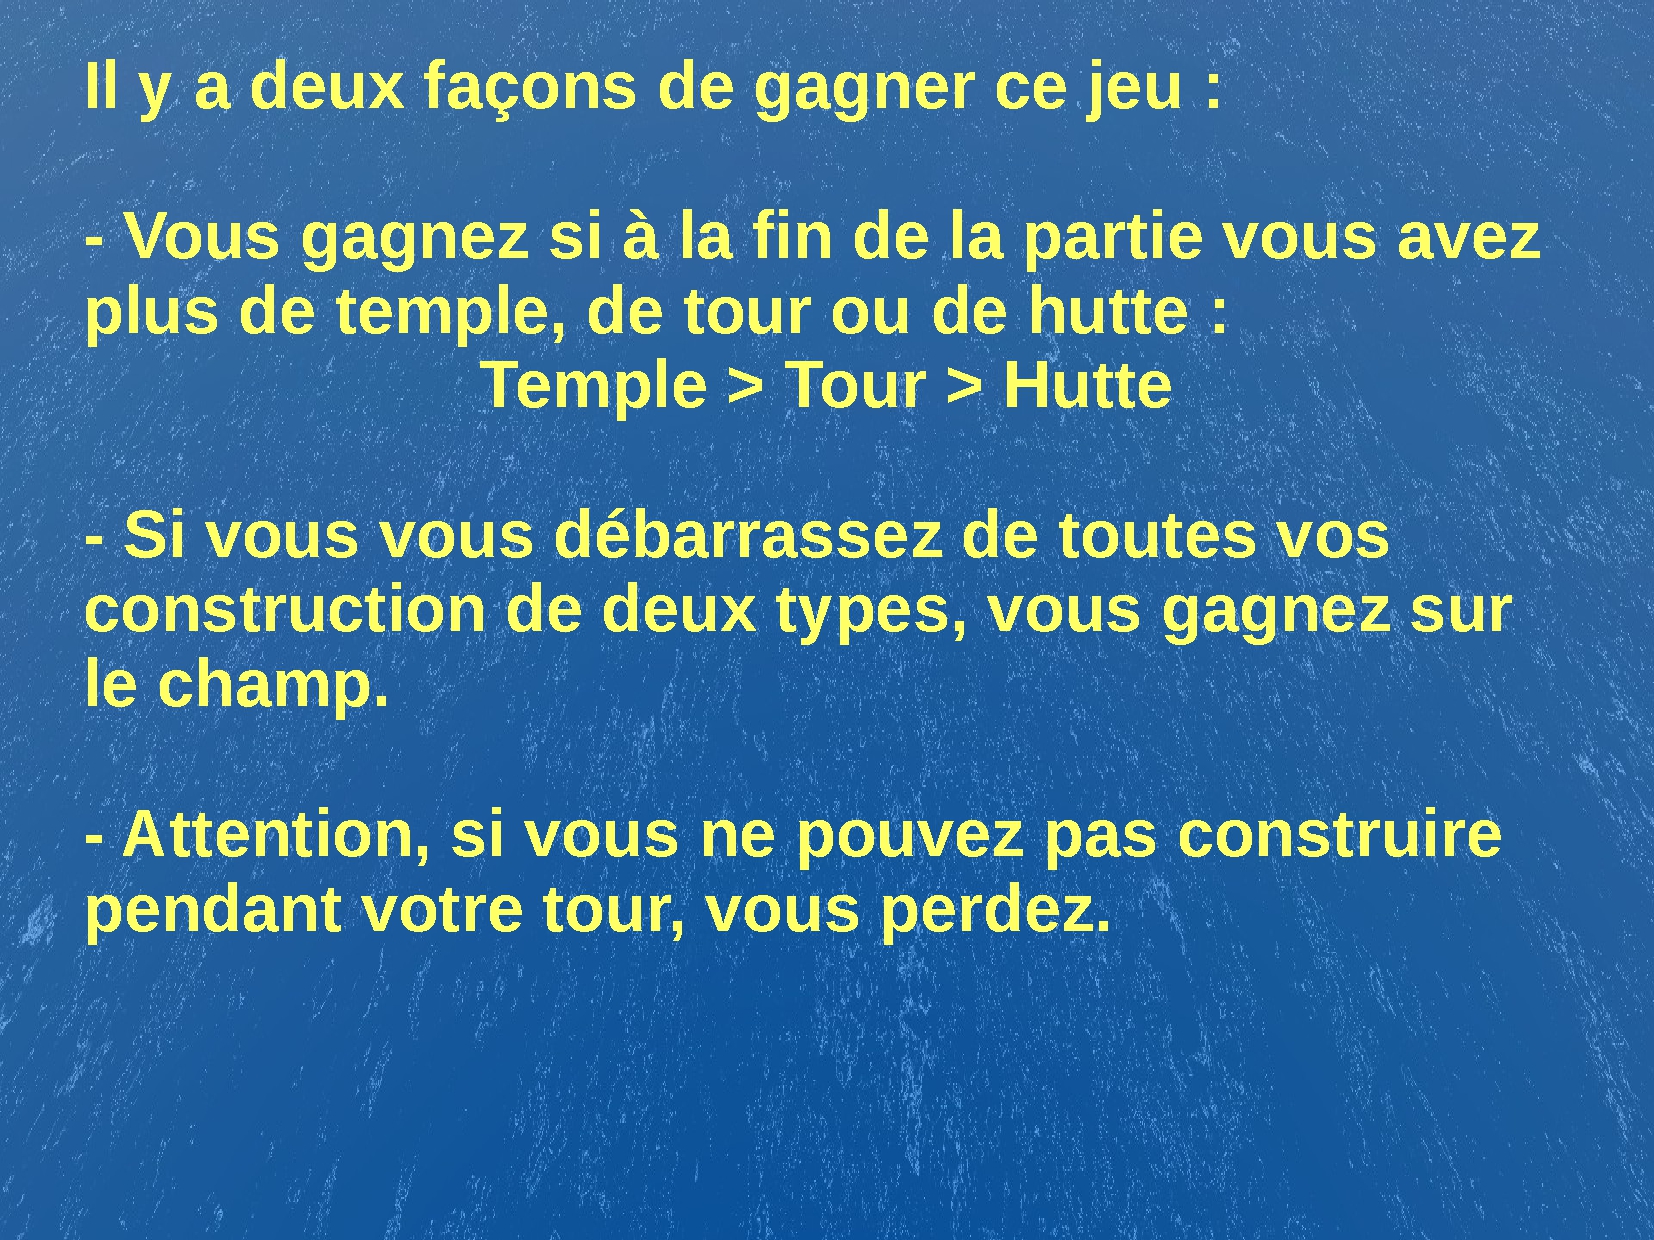 Il y a deux façons de gagner ce jeu :
- Vous gagnez si à la fin de la partie vous avez
plus de temple, de tour ou de hutte :
Temple > Tour > Hutte
- Si vous vous débarrassez de toutes vos
construction de deux types, vous gagnez sur
le champ.
- Attention, si vous ne pouvez pas construire
pendant votre tour, vous perdez.